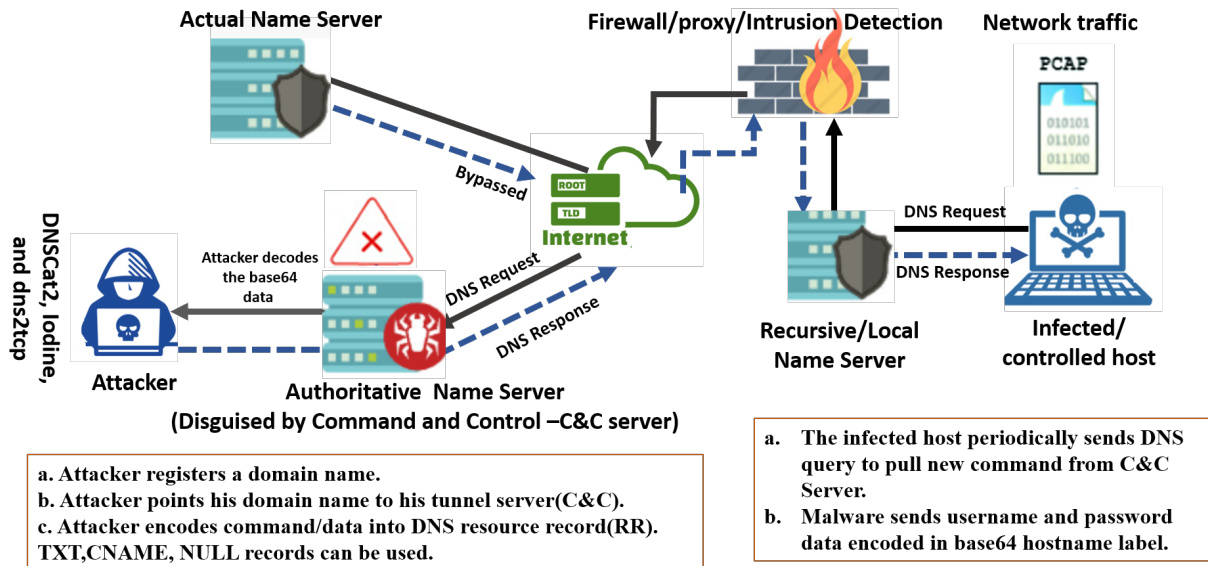 Actual Name Server
Firewall/proxy/Intrusion Detection
Network traffic
PCAP
010101
011010
011100
Bypassed
ROOT
TLD
Internet
DNS Request
DNS Response
DNSCat2, Iodine,
and dns2tcp
Attacker decodes
the base64
data
DNS Request
DNS Response
Attacker
Authoritative Name Server
(Disguised by Command and Control –C&C server)
Recursive/Local
Name Server
Infected/
controlled host
a. Attacker registers a domain name.
b. Attacker points his domain name to his tunnel server(C&C).
c. Attacker encodes command/data into DNS resource record(RR).
TXT,CNAME, NULL records can be used.
a. The infected host periodically sends DNS
query to pull new command from C&C
Server.
b. Malware sends username and password
data encoded in base64 hostname label.